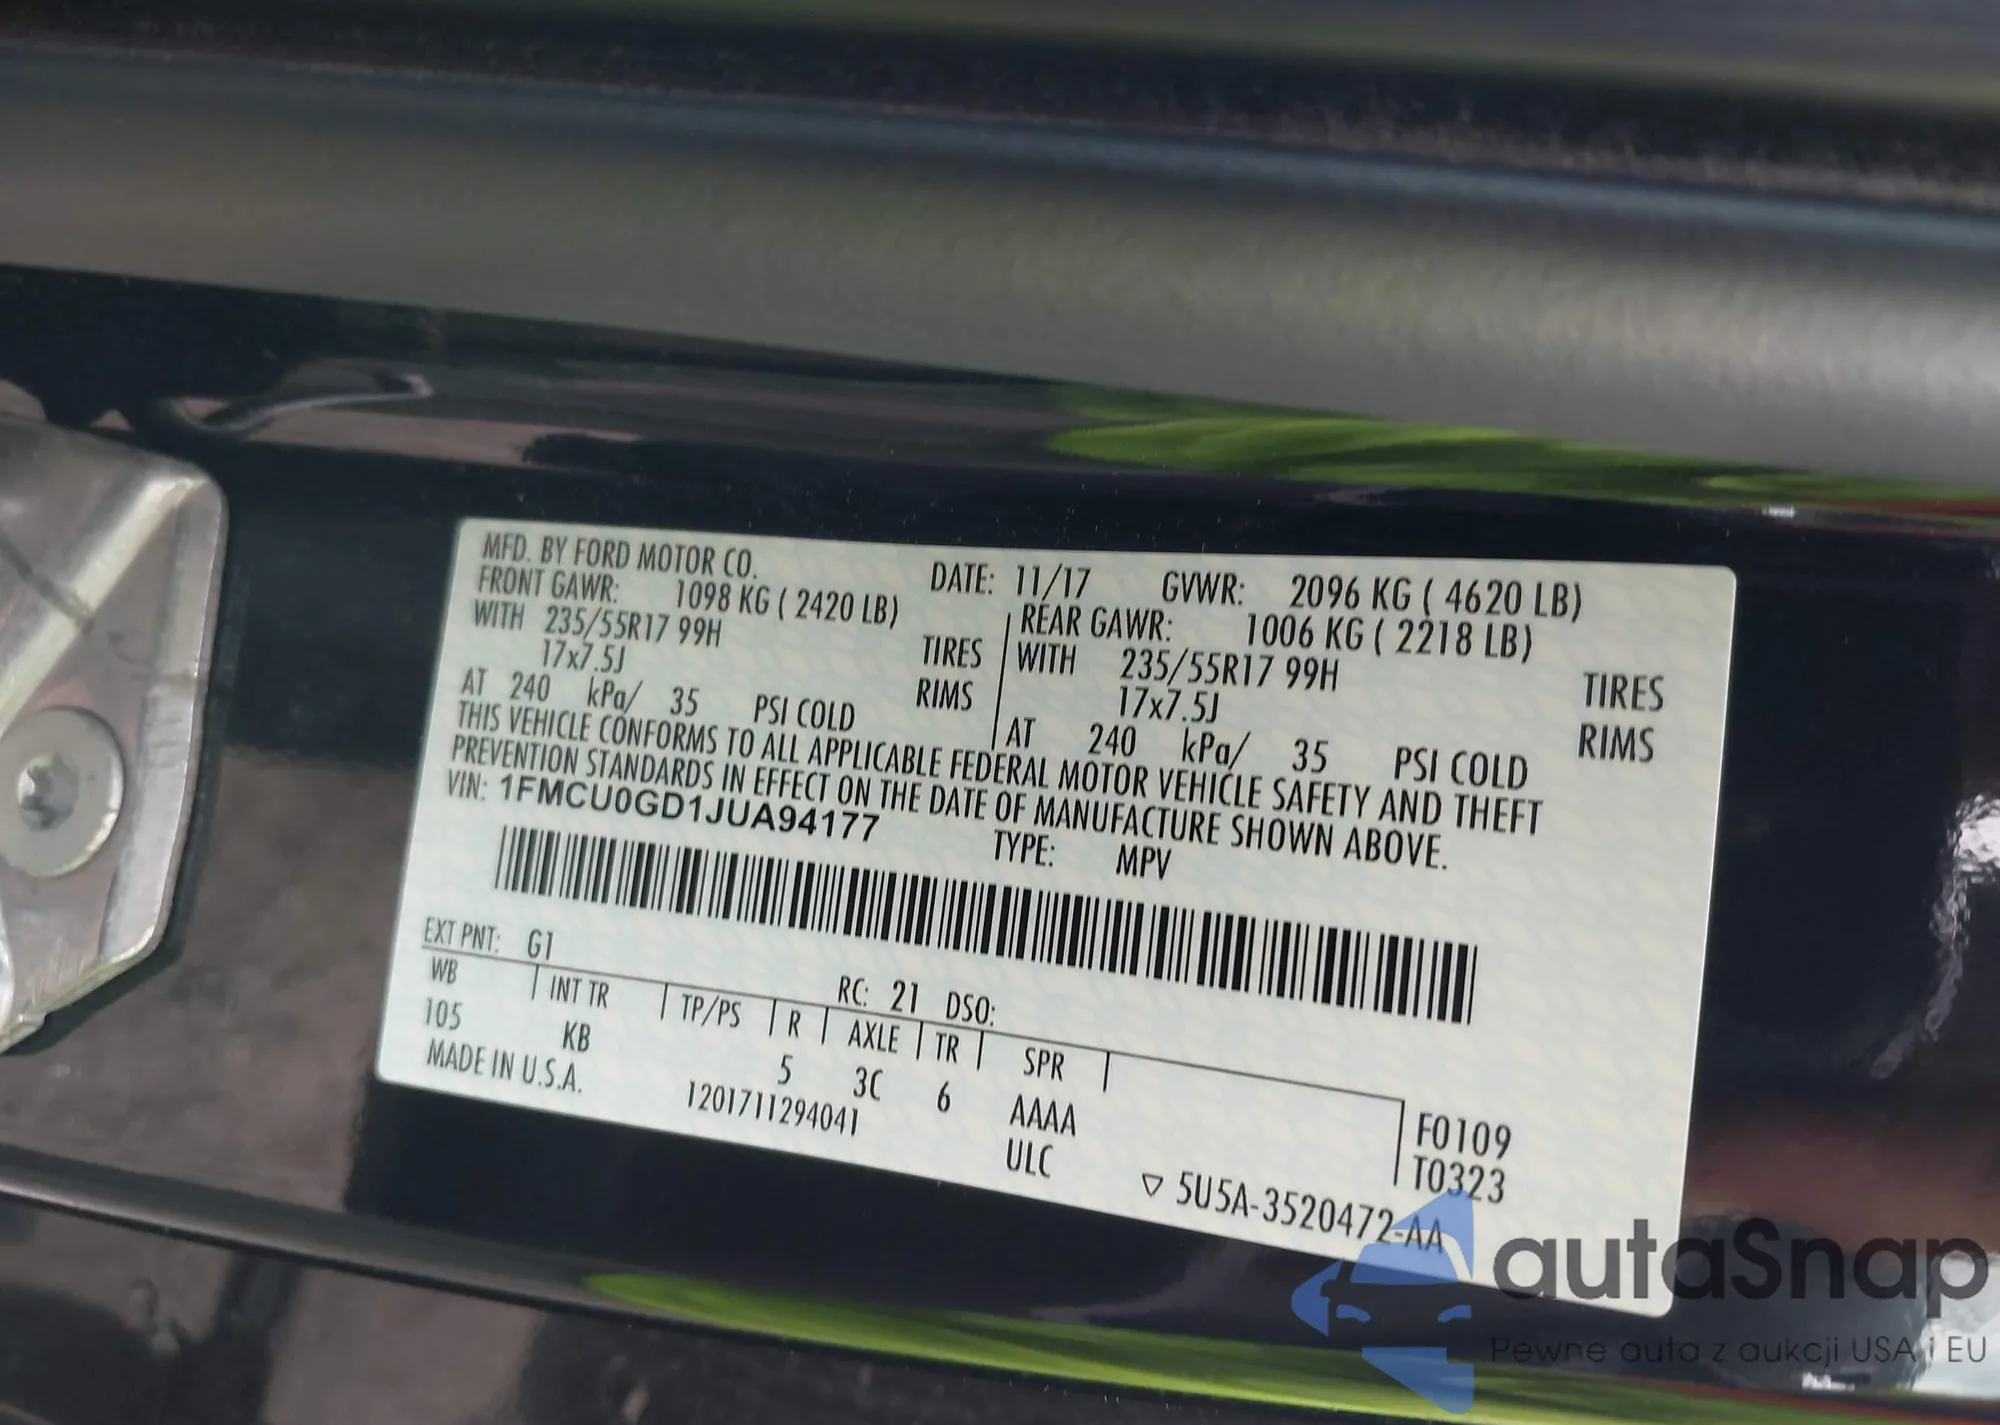 MFD. BY FORD MOTOR CO. DATE: 11/17 GVWR: 2096 KG ( 4620 LB)
FRONT GAWR: 1098 KG ( 2420 LB) REAR GAWR: 1006 KG ( 2218 LB)
WITH 235/55R17 99H TIRES WITH 235/55R17 99H TIRES
17x7.5J RIMS 17x7.5J RIMS
AT 240 kPa/ 35 PSI COLD AT 240 kPa/ 35 PSI COLD
THIS VEHICLE CONFORMS TO ALL APPLICABLE FEDERAL MOTOR VEHICLE SAFETY AND THEFT
PREVENTION STANDARDS IN EFFECT ON THE DATE OF MANUFACTURE SHOWN ABOVE.
VIN: 1FMCU0GD1JUA94177 TYPE: MPV
EXT PNT: G1 RC: 21 DSO:
WB INT TR TP/PS R AXLE TR SPR
105 KB 5 3C 6 AAAA F0109
ULC T0323
MADE IN U.S.A. 1201711294041
▽ 5U5A-3520472-AA
autaSnap
Pewne auta z aukcji USA i EU